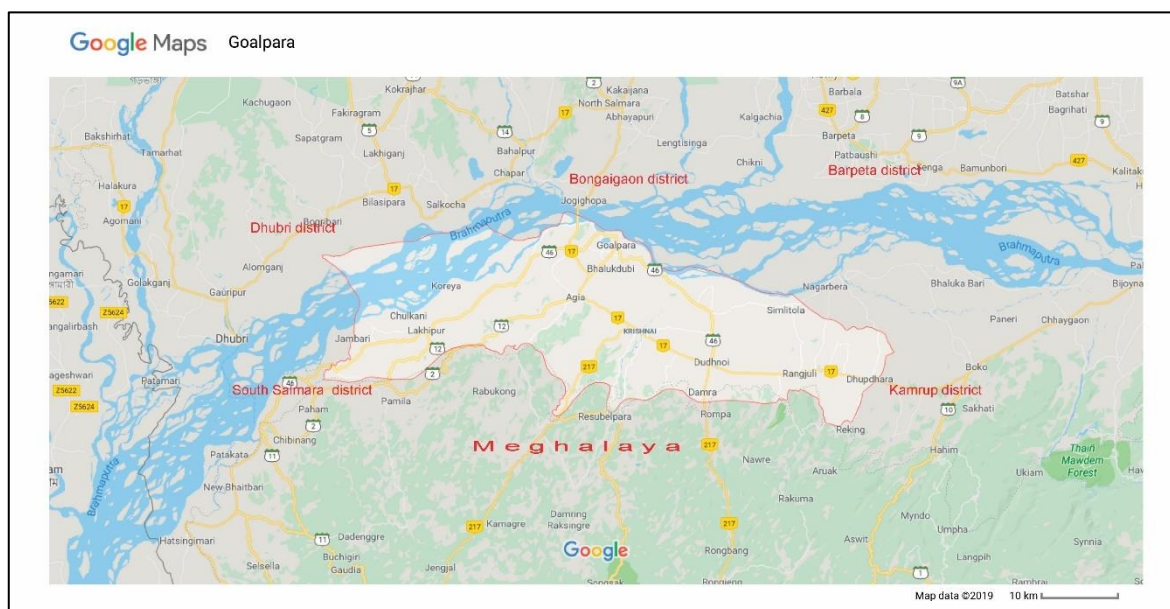 Google Maps Goalpara
Kokrajhar
Kachugaon
Fakiragram
Kakaijana
North Salmara
Abhayapuri
Barbala
Batshar
Bagrihati
Kalgachia
Barpeta
Bakshirhat
Tamarhat
Sapatgram
Lakhiganj
Bahalpur
Lengtisinga
Patbaushi
Chikni
Chapar
Bongaigaon district
Barpeta district
Bamunbori
Kalitak
Halakura
Agomani
Bilasipara
Salkocha
Jogighopa
Bogribari
Dhubri district
Brahmaputra
Goalpara
Bhalukdubi
Brahmaputra
Alomganj
Golakganj
Gauripur
Koreya
Nagarbera
Bhaluka Bari
Bijoyna
Agia
Simlitola
Chulkani
Lakhipur
KRISHNAI
Paneri
Chhaygaon
Dhubri
Jambari
Dudhnoi
Patamari
Rangjuli
Dhupdhara
Boko
South Salmara district
Pamila
Rabukong
Damra
Kamrup district
Paham
Resubelpara
Rompa
Sakhati
Chibinang
Reking
Meghalaya
Patakata
Hahim
Nawre
Aruak
Thain
Mawdem
Forest
Ukiam
New Bhaitbari
Rakuma
Brahmaputra
Kamagre
Damring
Raksingre
Myndo
Umpha
Hatsingimari
Dadenggre
Google
Rongbang
Aswit
Synnia
Selsella
Buchigiri
Gaudia
Jengjal
Langpih
Songsak
Rongjeng
Rambrai
Map data ©2019 10 km